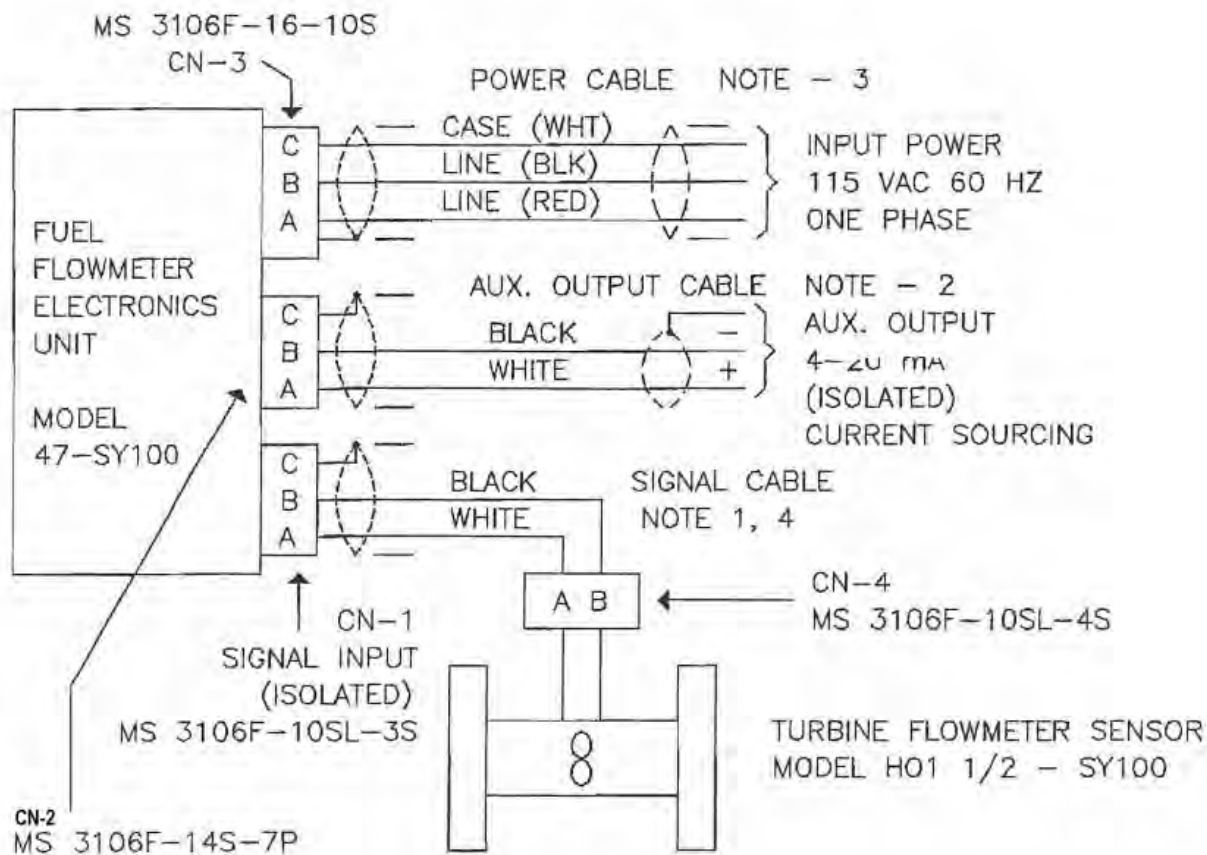 MS 3106F-16-10S
CN-3
POWER CABLE NOTE - 3
C
B
A
CASE (WHT)
LINE (BLK)
LINE (RED)
INPUT POWER
115 VAC 60 HZ
ONE PHASE
FUEL
FLOWMETER
ELECTRONICS
UNIT
MODEL
47-SY100
AUX. OUTPUT CABLE NOTE - 2
C
B
A
BLACK
WHITE
-
+
AUX. OUTPUT
4-20 mA
(ISOLATED)
CURRENT SOURCING
C
B
A
BLACK
WHITE
SIGNAL CABLE
NOTE 1, 4
A B
CN-4
MS 3106F-10SL-4S
CN-1
SIGNAL INPUT
(ISOLATED)
MS 3106F-10SL-3S
TURBINE FLOWMETER SENSOR
MODEL HO1 1/2 - SY100
CN-2
MS 3106F-14S-7P